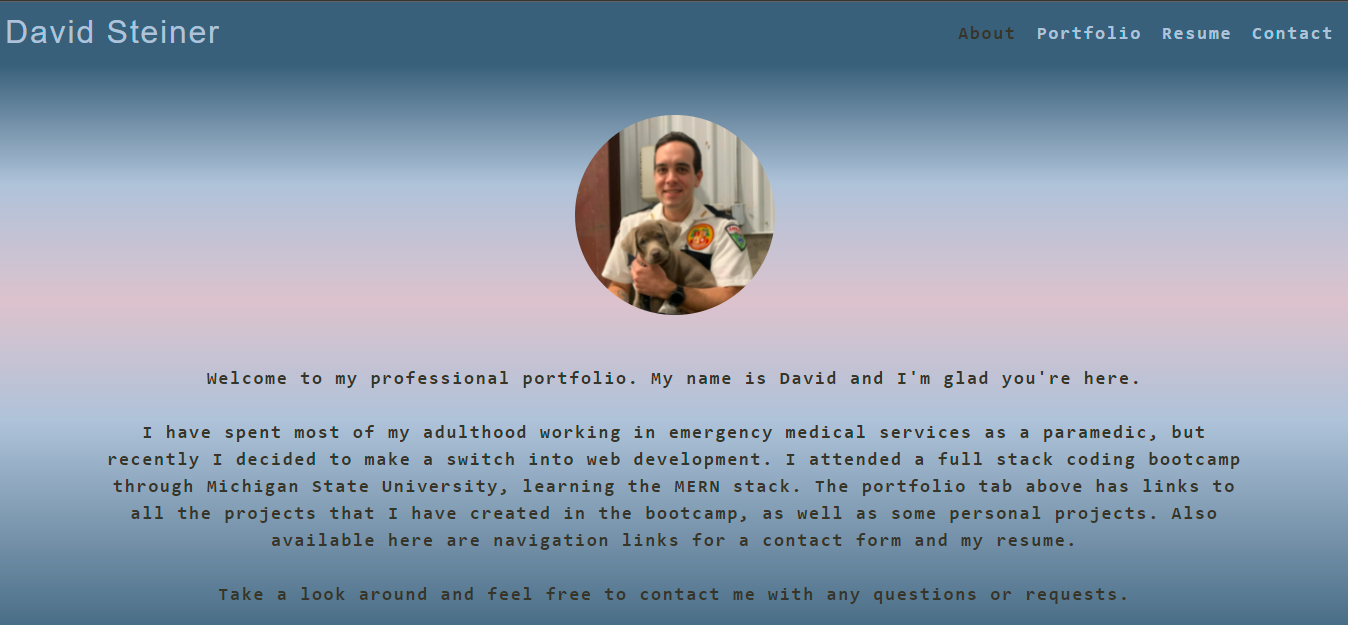 David Steiner
About Portfolio Resume Contact
Welcome to my professional portfolio. My name is David and I'm glad you're here.
I have spent most of my adulthood working in emergency medical services as a paramedic, but
recently I decided to make a switch into web development. I attended a full stack coding bootcamp
through Michigan State University, learning the MERN stack. The portfolio tab above has links to
all the projects that I have created in the bootcamp, as well as some personal projects. Also
available here are navigation links for a contact form and my resume.
Take a look around and feel free to contact me with any questions or requests.